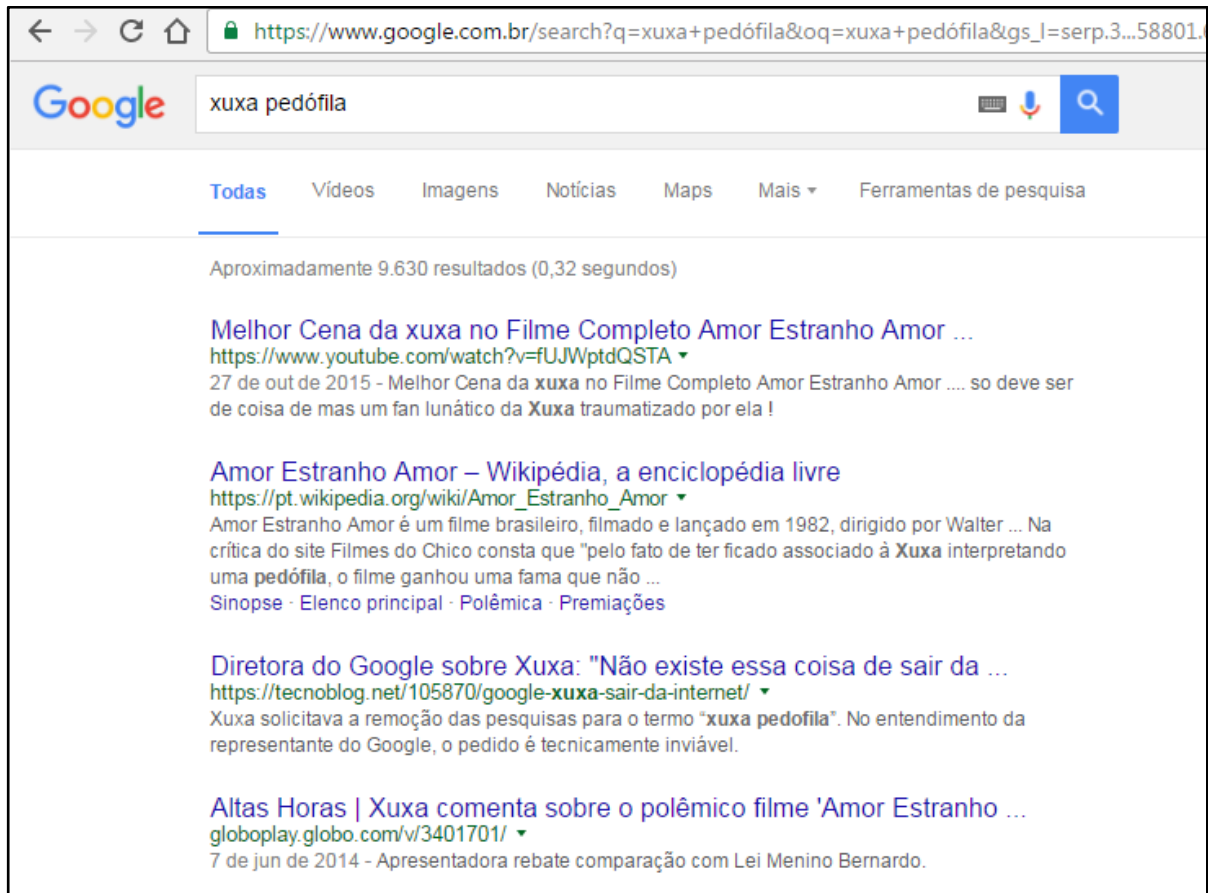 https://www.google.com.br/search?q=xuxa+pedófila&oq=xuxa+pedófila&gs_l=serp.3...58801.
Google
xuxa pedófila
Todas Vídeos Imagens Notícias Maps Mais Ferramentas de pesquisa
Aproximadamente 9.630 resultados (0,32 segundos)
Melhor Cena da xuxa no Filme Completo Amor Estranho Amor ...
https://www.youtube.com/watch?v=fUJWptdQSTA
27 de out de 2015 - Melhor Cena da xuxa no Filme Completo Amor Estranho Amor .... so deve ser
de coisa de mas um fan lunático da Xuxa traumatizado por ela !
Amor Estranho Amor – Wikipédia, a enciclopédia livre
https://pt.wikipedia.org/wiki/Amor_Estranho_Amor
Amor Estranho Amor é um filme brasileiro, filmado e lançado em 1982, dirigido por Walter ... Na
crítica do site Filmes do Chico consta que "pelo fato de ter ficado associado à Xuxa interpretando
uma pedófila, o filme ganhou uma fama que não ...
Sinopse · Elenco principal · Polêmica · Premiações
Diretora do Google sobre Xuxa: "Não existe essa coisa de sair da ...
https://tecnoblog.net/105870/google-xuxa-sair-da-internet/
Xuxa solicitava a remoção das pesquisas para o termo “xuxa pedofila”. No entendimento da
representante do Google, o pedido é tecnicamente inviável.
Altas Horas | Xuxa comenta sobre o polêmico filme 'Amor Estranho ...
globoplay.globo.com/v/3401701/
7 de jun de 2014 - Apresentadora rebate comparação com Lei Menino Bernardo.